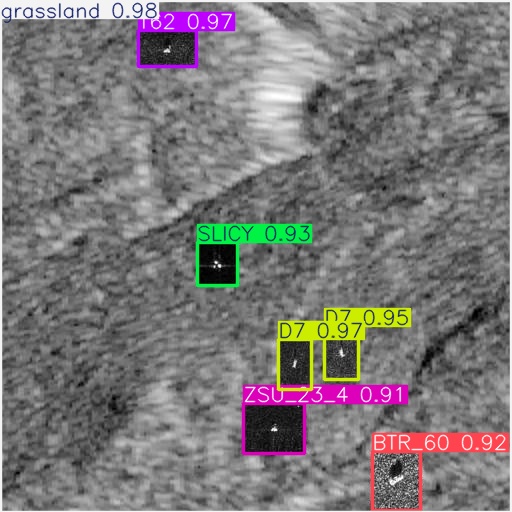 grassland 0.98
T62 0.97
SLICY 0.93
D7 0.95
D7 0.97
ZSU_23_4 0.91
BTR_60 0.92